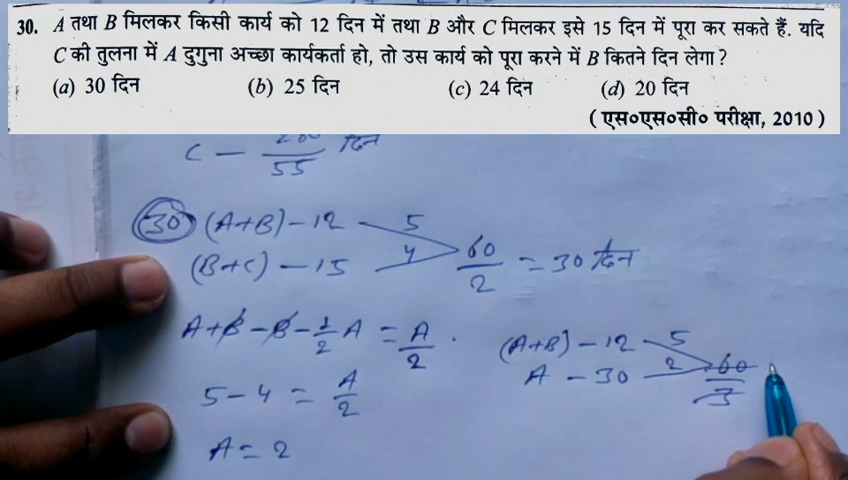 30. A तथा B मिलकर किसी कार्य को 12 दिन में तथा B और C मिलकर इसे 15 दिन में पूरा कर सकते हैं. यदि
C की तुलना में A दुगुना अच्छा कार्यकर्ता हो, तो उस कार्य को पूरा करने में B कितने दिन लेगा ?
(a) 30 दिन (b) 25 दिन (c) 24 दिन (d) 20 दिन
( एस०एस०सी० परीक्षा, 2010 )
C — /55 दिन
30 (A+B) - 12 5
(B+C) - 15 4 60/2 = 30 दिन
A+B - B - 1/2 A = A/2 .
5 - 4 = A/2
A = 2
(A+B) - 12 5
A - 30 2 60/3